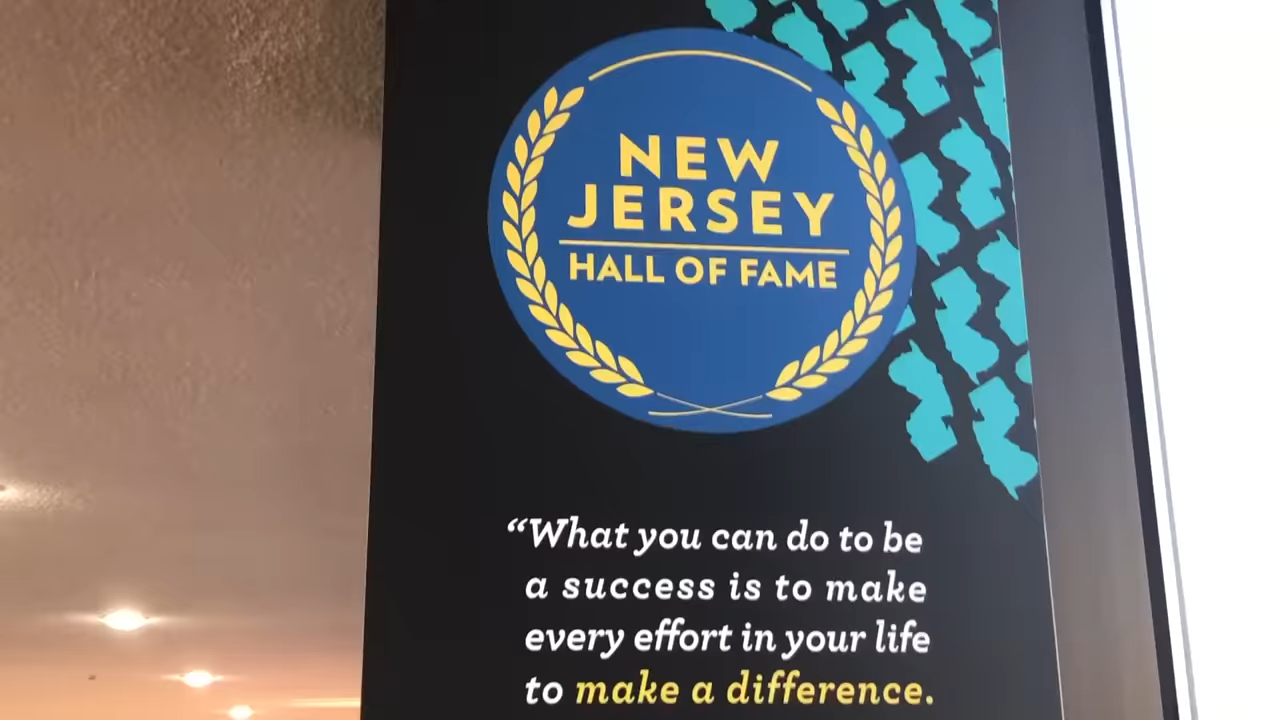 NEW
JERSEY
HALL OF FAME
“What you can do to be
a success is to make
every effort in your life
to make a difference.